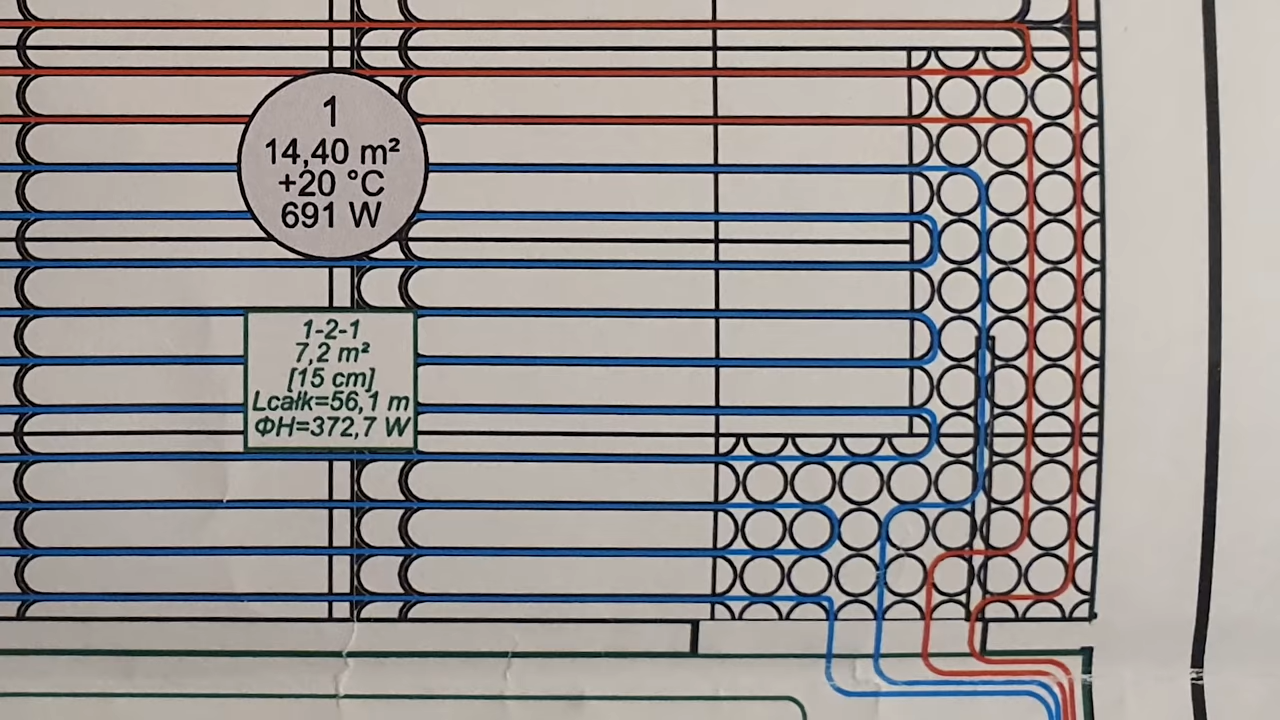 1
14,40 m²
+20 °C
691 W
1-2-1
7,2 m²
[15 cm]
Lcałk=56,1 m
ΦH=372,7 W